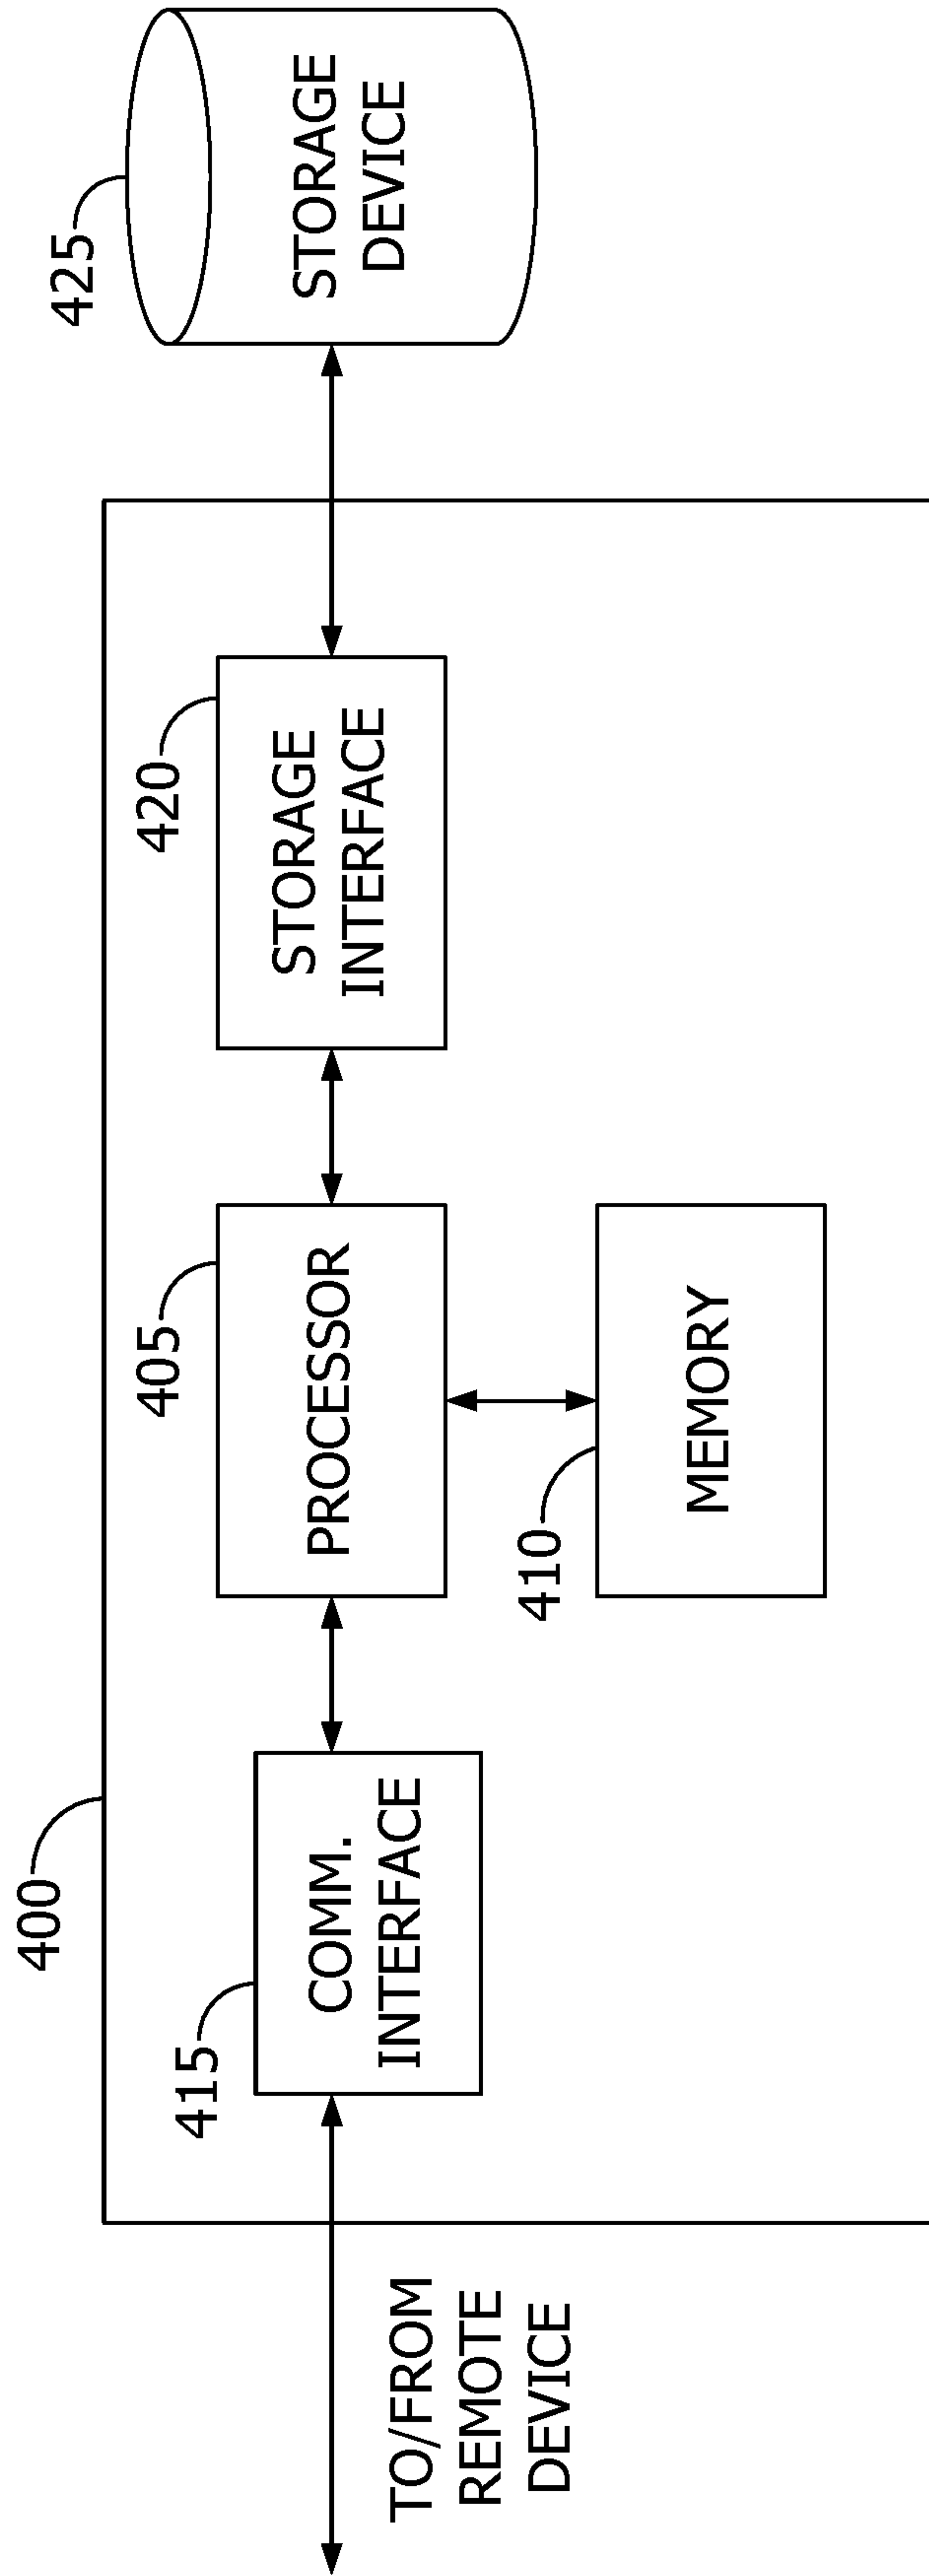 400
415
COMM.
INTERFACE
TO/FROM
REMOTE
DEVICE
405
PROCESSOR
410
MEMORY
420
STORAGE
INTERFACE
425
STORAGE
DEVICE